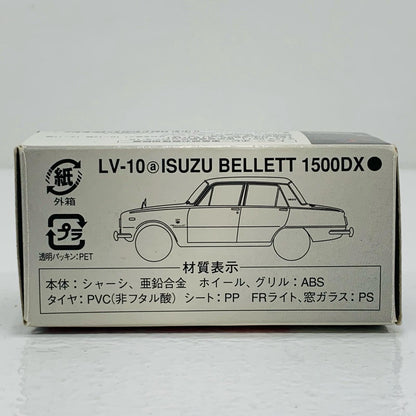 紙
外箱
LV-10ⓐISUZU BELLETT 1500DX●
プラ
透明パッキン：PET
材質表示
本体：シャーシ、亜鉛合金　ホイール、グリル：ABS
タイヤ：PVC(非フタル酸)　シート：PP　FRライト、窓ガラス：PS